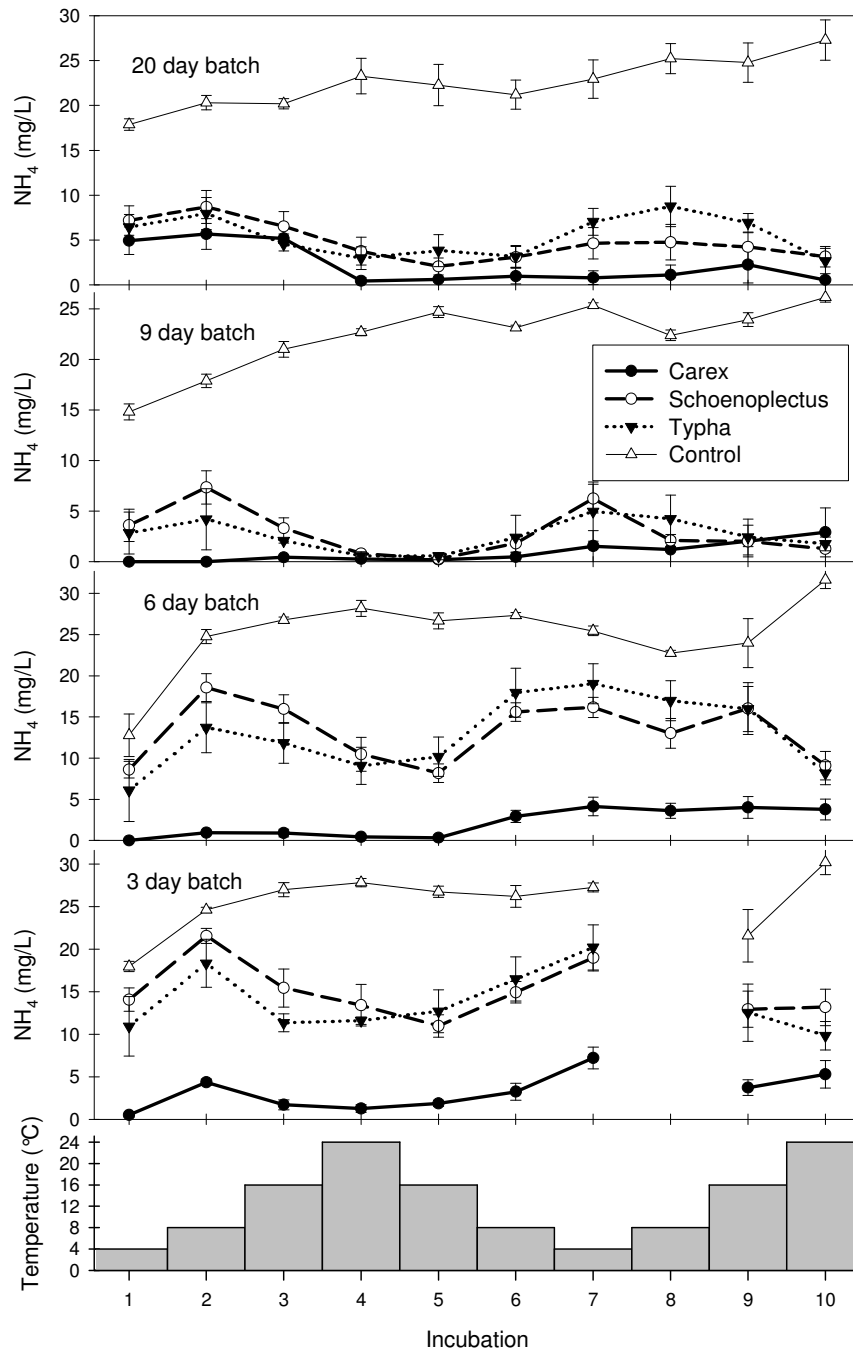 30
25
20
15
10
5
0
NH4 (mg/L)
20 day batch
25
20
15
10
5
0
NH4 (mg/L)
9 day batch
Carex
Schoenoplectus
Typha
Control
30
25
20
15
10
5
0
NH4 (mg/L)
6 day batch
30
25
20
15
10
5
0
NH4 (mg/L)
3 day batch
24
20
16
12
8
4
0
Temperature (°C)
1 2 3 4 5 6 7 8 9 10
Incubation